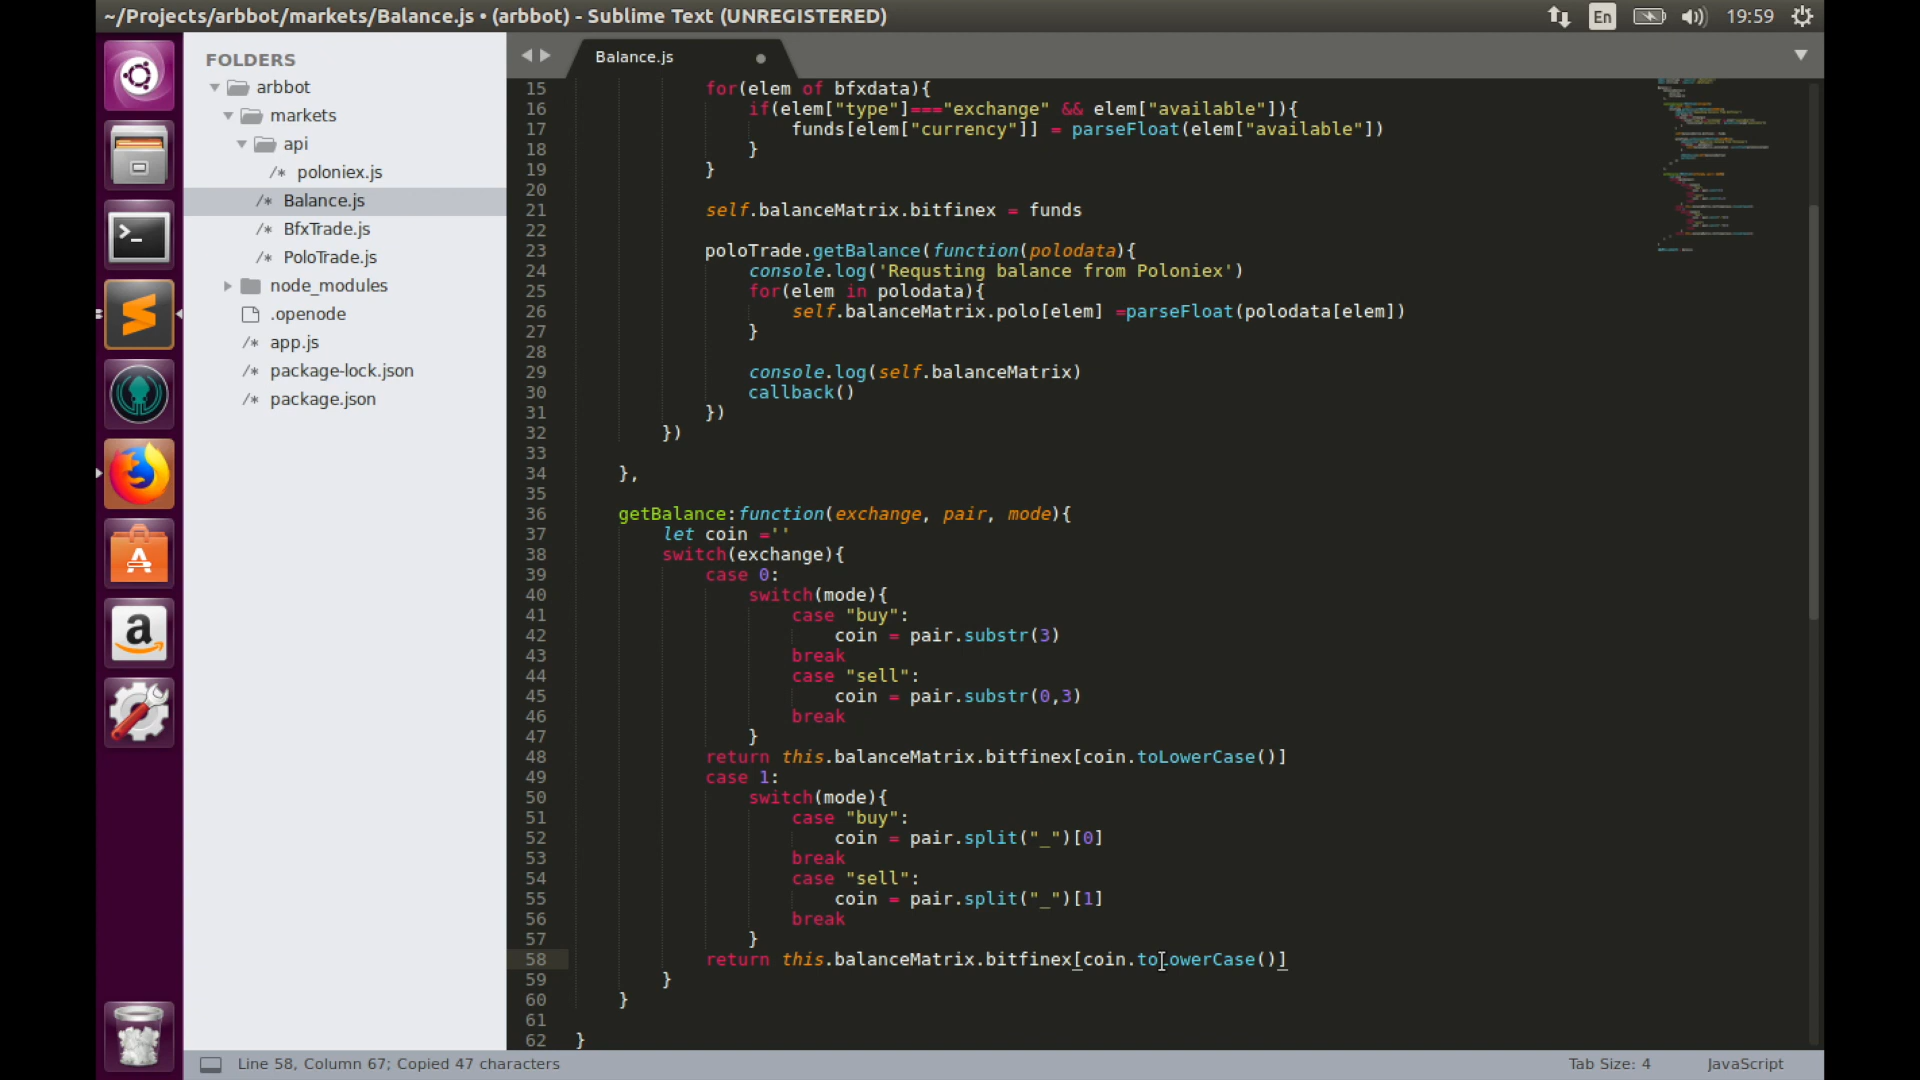 ~/Projects/arbbot/markets/Balance.js • (arbbot) - Sublime Text (UNREGISTERED)
En
19:59
FOLDERS
arbbot
markets
api
/* poloniex.js
/* Balance.js
/* BfxTrade.js
/* PoloTrade.js
node_modules
.openode
/* app.js
/* package-lock.json
/* package.json
Balance.js
15 for(elem of bfxdata){
16 if(elem["type"]==="exchange" && elem["available"]){
17 funds[elem["currency"]] = parseFloat(elem["available"])
18 }
19 }
20
21 self.balanceMatrix.bitfinex = funds
22
23 poloTrade.getBalance(function(polodata){
24 console.log('Requsting balance from Poloniex')
25 for(elem in polodata){
26 self.balanceMatrix.polo[elem] =parseFloat(polodata[elem])
27 }
28
29 console.log(self.balanceMatrix)
30 callback()
31 })
32 })
33
34 },
35
36 getBalance:function(exchange, pair, mode){
37 let coin =''
38 switch(exchange){
39 case 0:
40 switch(mode){
41 case "buy":
42 coin = pair.substr(3)
43 break
44 case "sell":
45 coin = pair.substr(0,3)
46 break
47 }
48 return this.balanceMatrix.bitfinex[coin.toLowerCase()]
49 case 1:
50 switch(mode){
51 case "buy":
52 coin = pair.split("_")[0]
53 break
54 case "sell":
55 coin = pair.split("_")[1]
56 break
57 }
58 return this.balanceMatrix.bitfinex[coin.toLowerCase()]
59 }
60 }
61
62 }
Line 58, Column 67; Copied 47 characters
Tab Size: 4
JavaScript